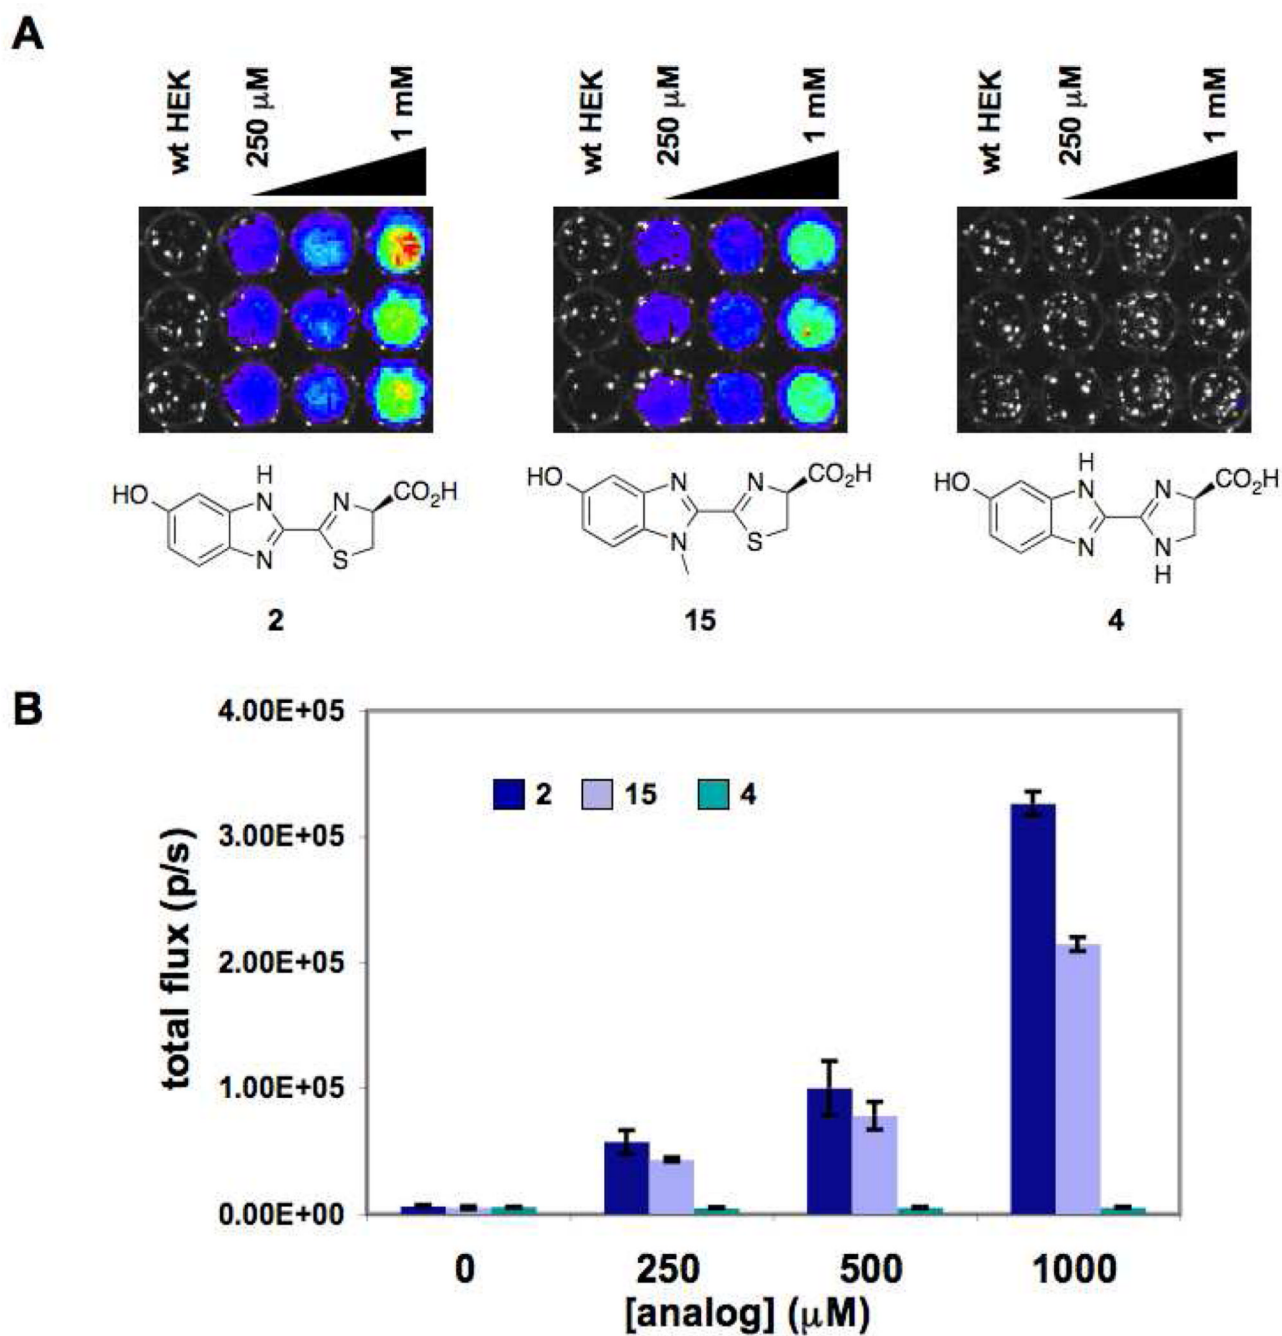 A
wt HEK 250 μM 1 mM wt HEK 250 μM 1 mM wt HEK 250 μM 1 mM
HO H N N N S CO2H HO N N N S CO2H HO H N N N N H CO2H
2 15 4
B
4.00E+05
3.00E+05
2.00E+05
1.00E+05
0.00E+00
total flux (p/s)
2 15 4
0 250 500 1000
[analog] (μM)